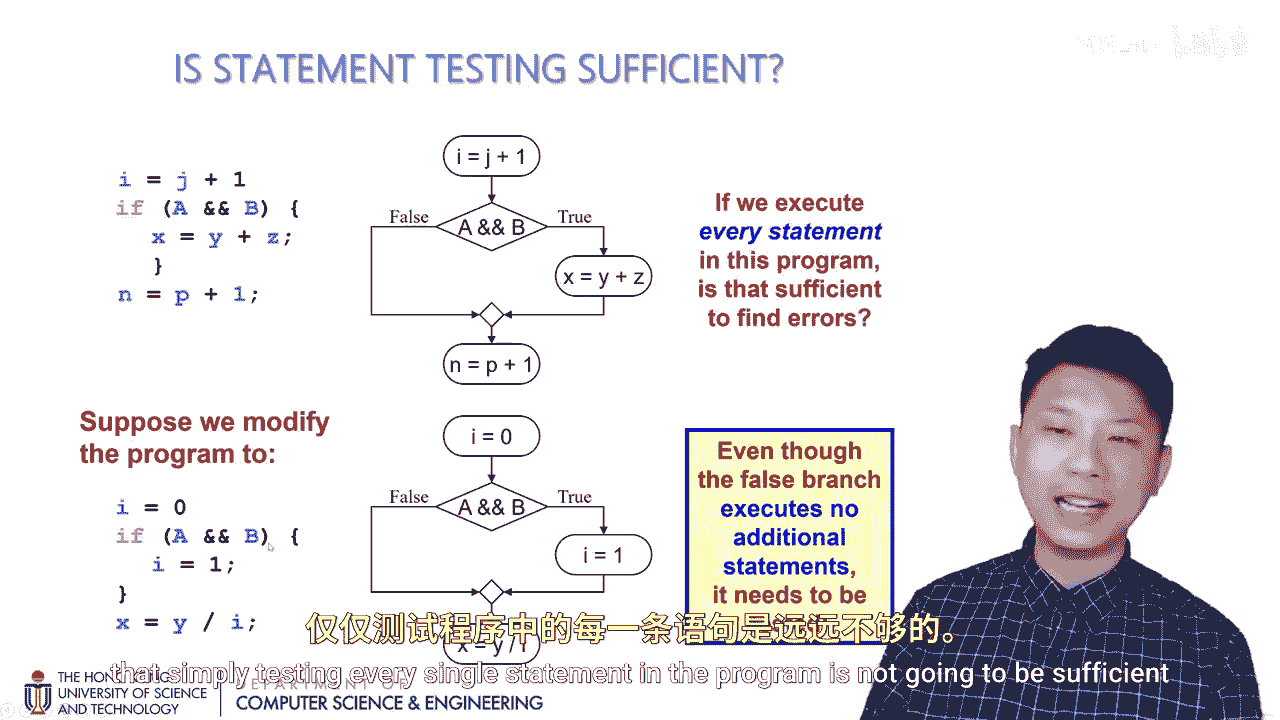 IS STATEMENT TESTING SUFFICIENT?
i = j + 1
if (A && B) {
x = y + z;
}
n = p + 1;
i = j + 1
False
A && B
True
x = y + z
n = p + 1
If we execute
every statement
in this program,
is that sufficient
to find errors?
Suppose we modify
the program to:
i = 0
if (A && B) {
i = 1;
}
x = y / i;
i = 0
False
A && B
True
i = 1
x = y / i
Even though
the false branch
executes no
additional
statements,
it needs to be
仅仅测试程序中的每一条语句是远远不够的。
that simply testing every single statement in the program is not going to be sufficient
THE HONG KONG
UNIVERSITY OF SCIENCE
AND TECHNOLOGY
DEPARTMENT OF
COMPUTER SCIENCE & ENGINEERING